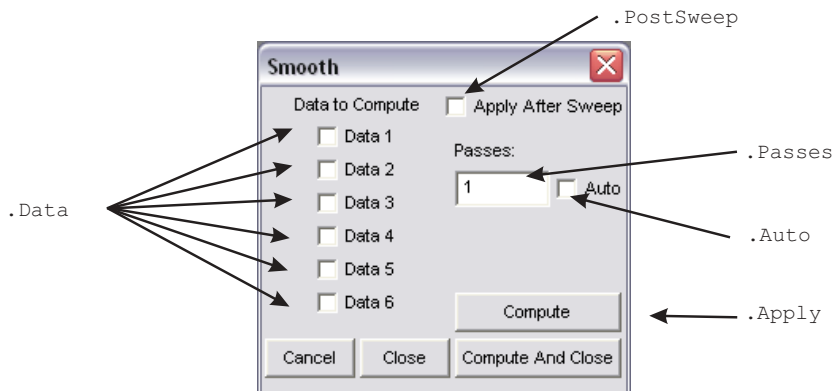 .PostSweep
Smooth
Data to Compute
Apply After Sweep
Data 1
Data 2
Data 3
Data 4
Data 5
Data 6
Passes:
1
Auto
.Data
.Passes
.Auto
.Apply
Compute
Cancel
Close
Compute And Close